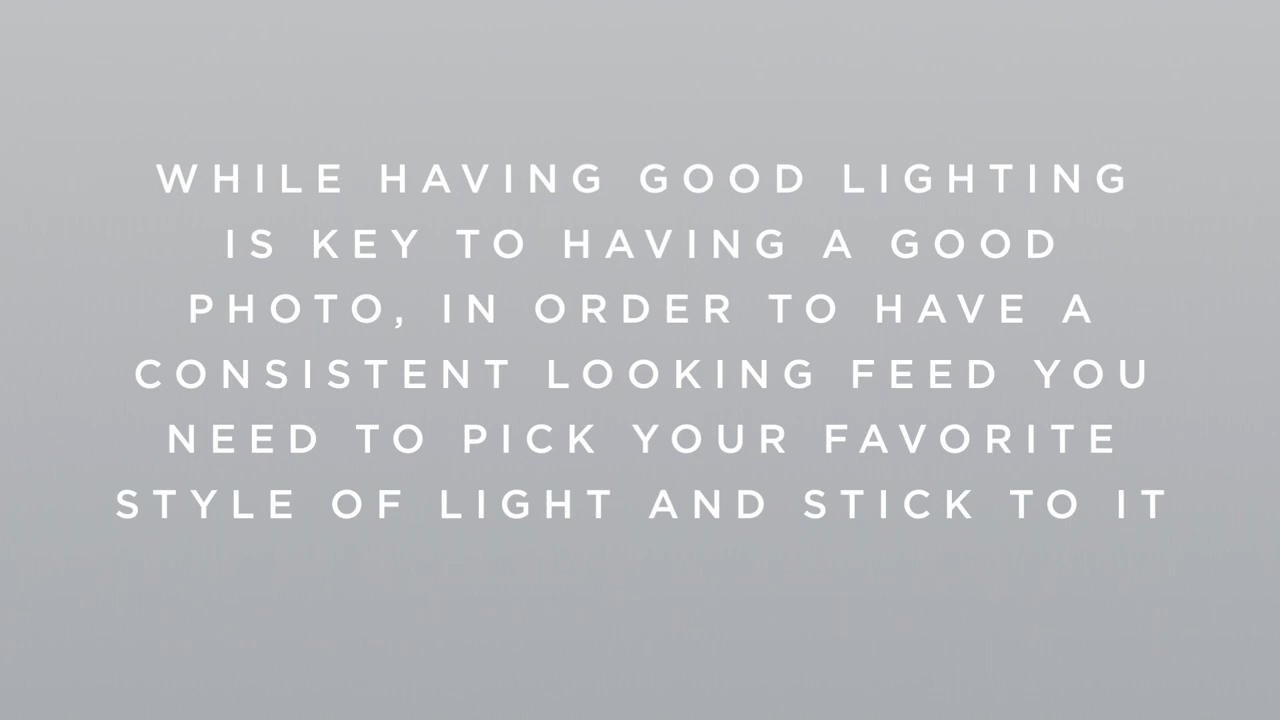 WHILE HAVING GOOD LIGHTING
IS KEY TO HAVING A GOOD
PHOTO, IN ORDER TO HAVE A
CONSISTENT LOOKING FEED YOU
NEED TO PICK YOUR FAVORITE
STYLE OF LIGHT AND STICK TO IT